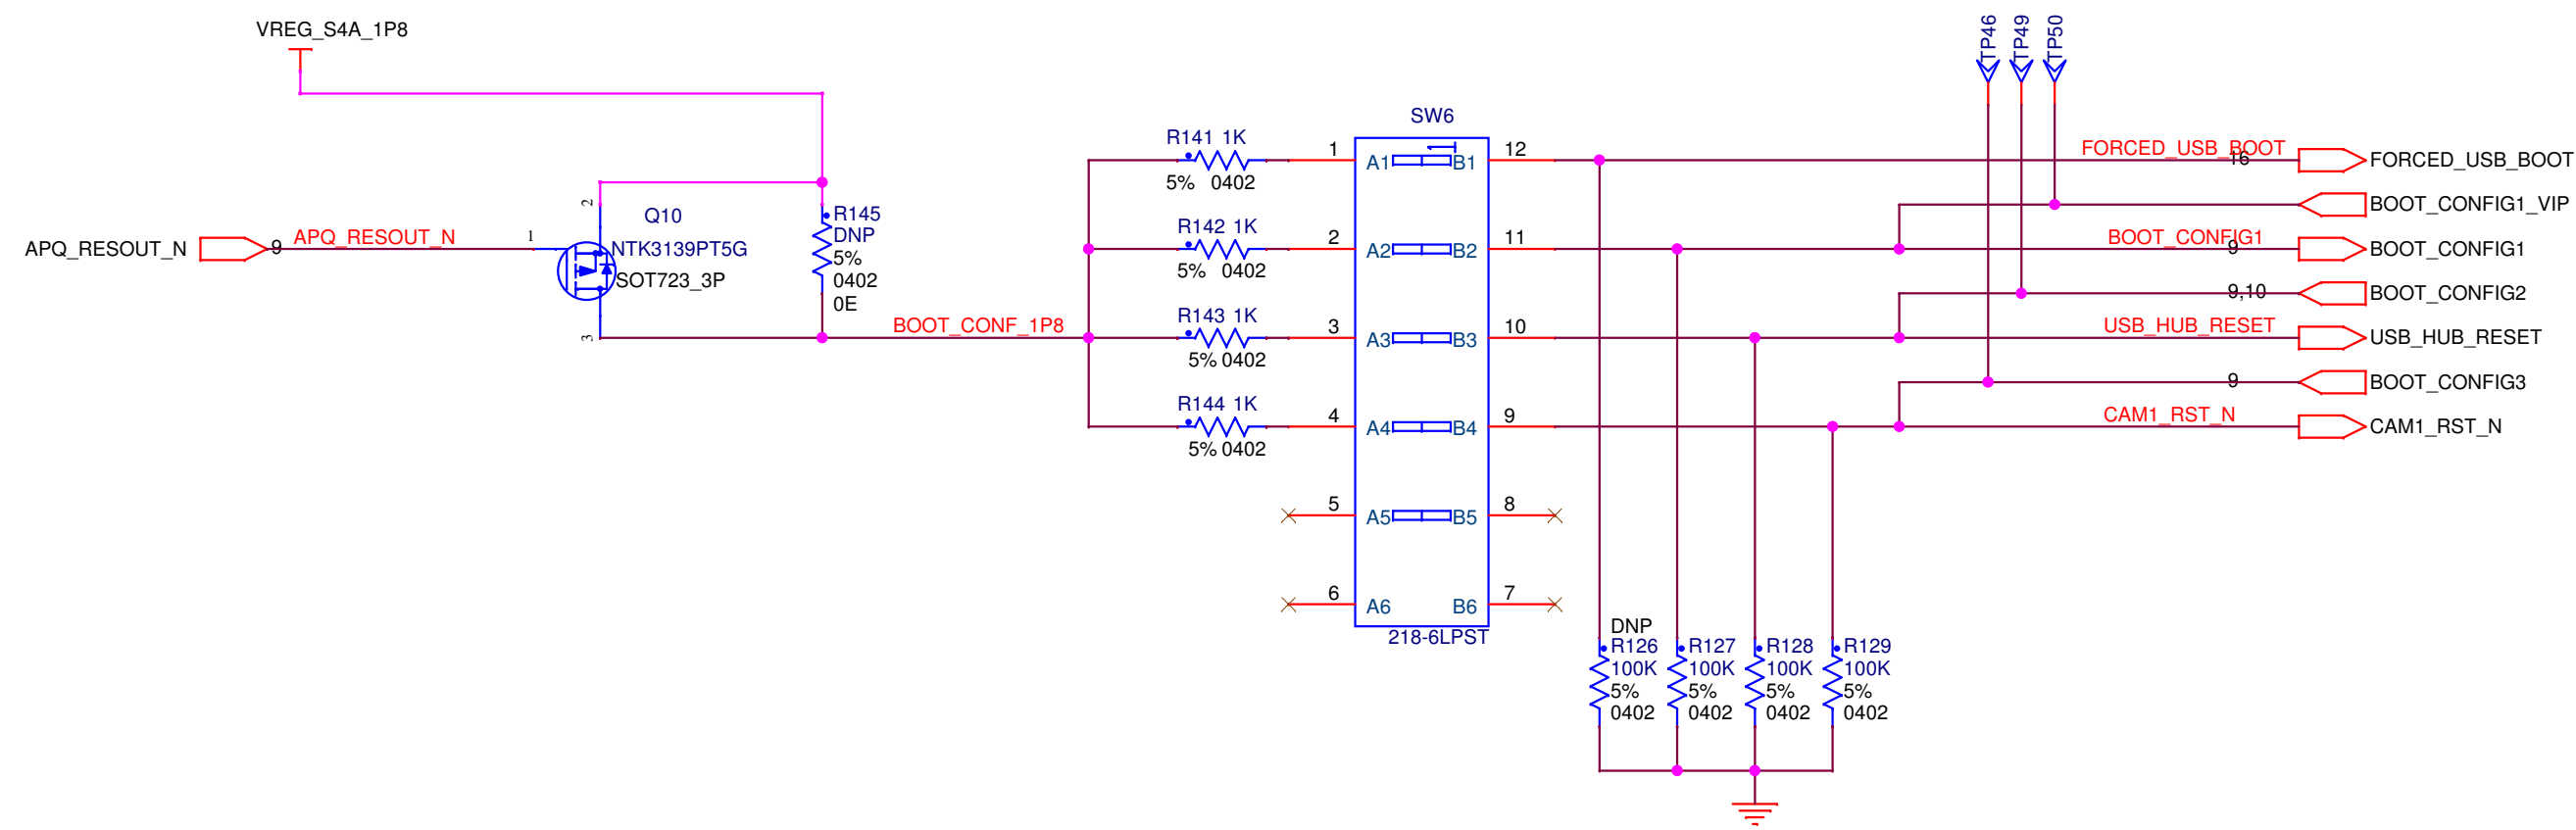 VREG_S4A_1P8
APQ_RESOUT_N
9
APQ_RESOUT_N
1
2
3
Q10
NTK3139PT5G
SOT723_3P
R145
DNP
5%
0402
0E
BOOT_CONF_1P8
R141 1K
5% 0402
R142 1K
5% 0402
R143 1K
5% 0402
R144 1K
5% 0402
SW6
1 A1 B1 12
2 A2 B2 11
3 A3 B3 10
4 A4 B4 9
5 A5 B5 8
6 A6 B6 7
218-6LPST
DNP
R126
100K
5%
0402
R127
100K
5%
0402
R128
100K
5%
0402
R129
100K
5%
0402
TP46
TP49
TP50
FORCED_USB_BOOT
16
FORCED_USB_BOOT
BOOT_CONFIG1_VIP
BOOT_CONFIG1
9
BOOT_CONFIG1
9,10
BOOT_CONFIG2
USB_HUB_RESET
USB_HUB_RESET
9
BOOT_CONFIG3
CAM1_RST_N
CAM1_RST_N